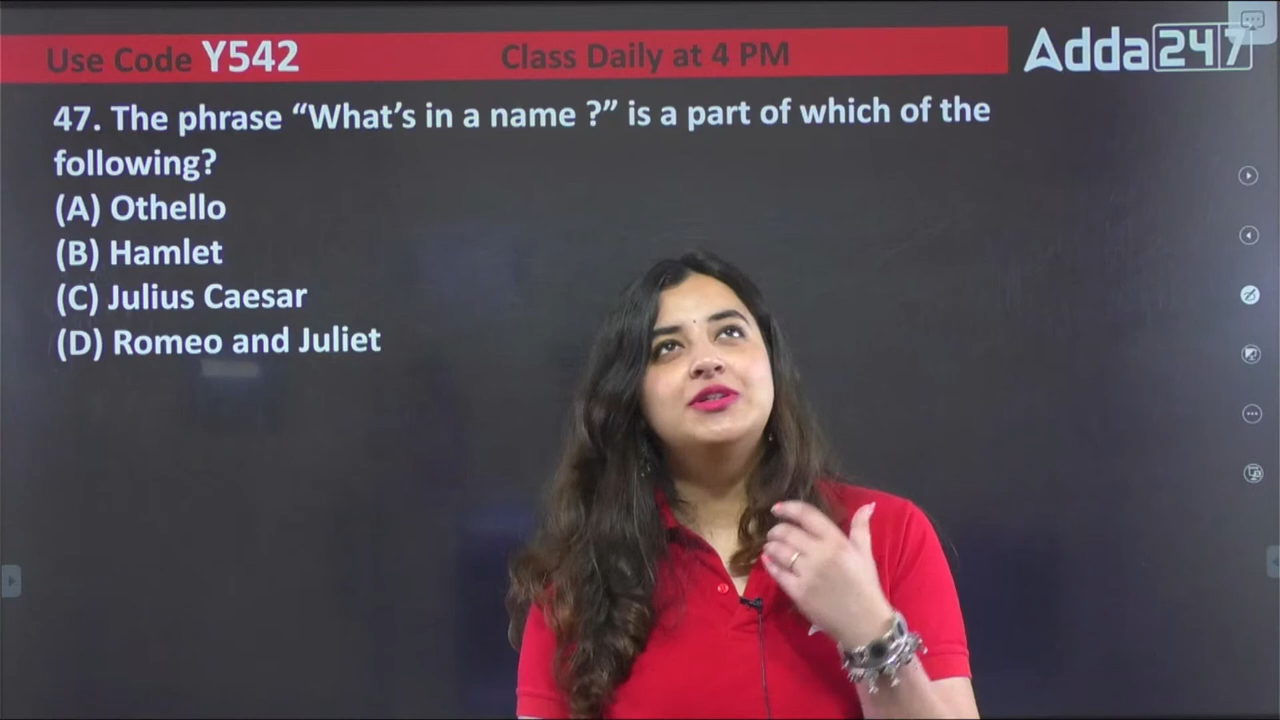 Use Code Y542 Class Daily at 4 PM Adda247
47. The phrase “What’s in a name ?” is a part of which of the
following?
(A) Othello
(B) Hamlet
(C) Julius Caesar
(D) Romeo and Juliet